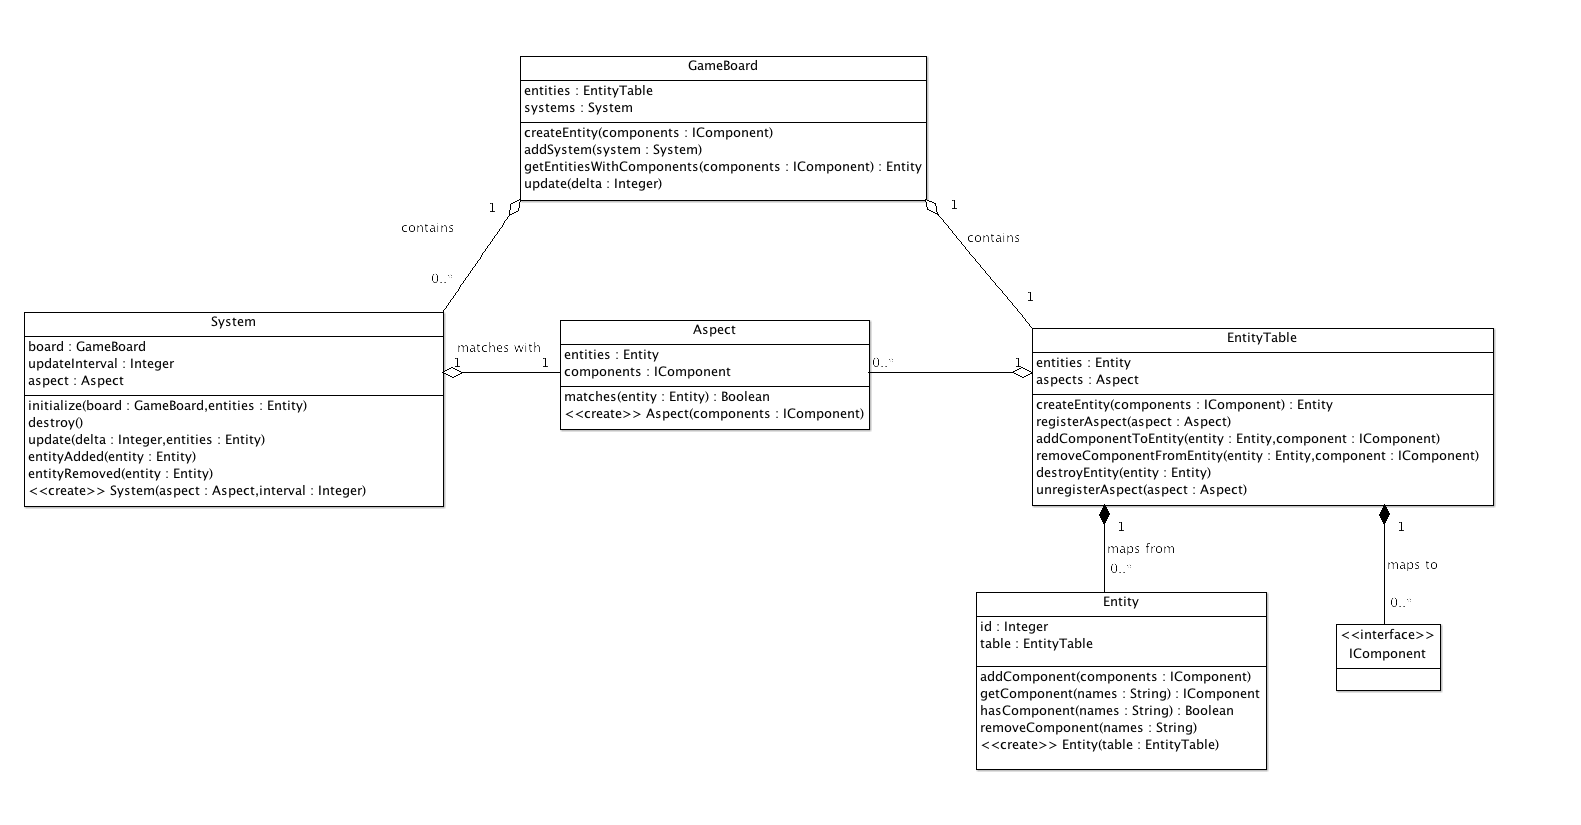 GameBoard
entities : EntityTable
systems : System
createEntity(components : IComponent)
addSystem(system : System)
getEntitiesWithComponents(components : IComponent) : Entity
update(delta : Integer)
1
contains
0..*
1
contains
1
System
board : GameBoard
updateInterval : Integer
aspect : Aspect
initialize(board : GameBoard,entities : Entity)
destroy()
update(delta : Integer,entities : Entity)
entityAdded(entity : Entity)
entityRemoved(entity : Entity)
<<create>> System(aspect : Aspect,interval : Integer)
matches with
1
1
Aspect
entities : Entity
components : IComponent
matches(entity : Entity) : Boolean
<<create>> Aspect(components : IComponent)
0..*
1
EntityTable
entities : Entity
aspects : Aspect
createEntity(components : IComponent) : Entity
registerAspect(aspect : Aspect)
addComponentToEntity(entity : Entity,component : IComponent)
removeComponentFromEntity(entity : Entity,component : IComponent)
destroyEntity(entity : Entity)
unregisterAspect(aspect : Aspect)
1
maps from
0..*
1
maps to
0..*
Entity
id : Integer
table : EntityTable
addComponent(components : IComponent)
getComponent(names : String) : IComponent
hasComponent(names : String) : Boolean
removeComponent(names : String)
<<create>> Entity(table : EntityTable)
<<interface>>
IComponent